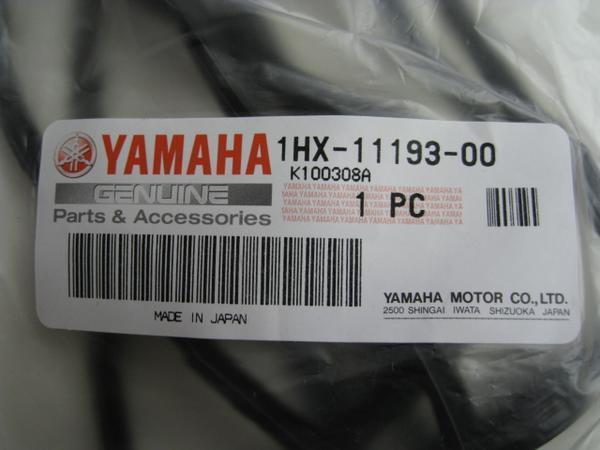 YAMAHA 1HX-11193-00
K100308A
GENUINE
Parts & Accessories
1 PC
MADE IN JAPAN
YAMAHA MOTOR CO.,LTD.
2500 SHINGAI IWATA SHIZUOKA JAPAN